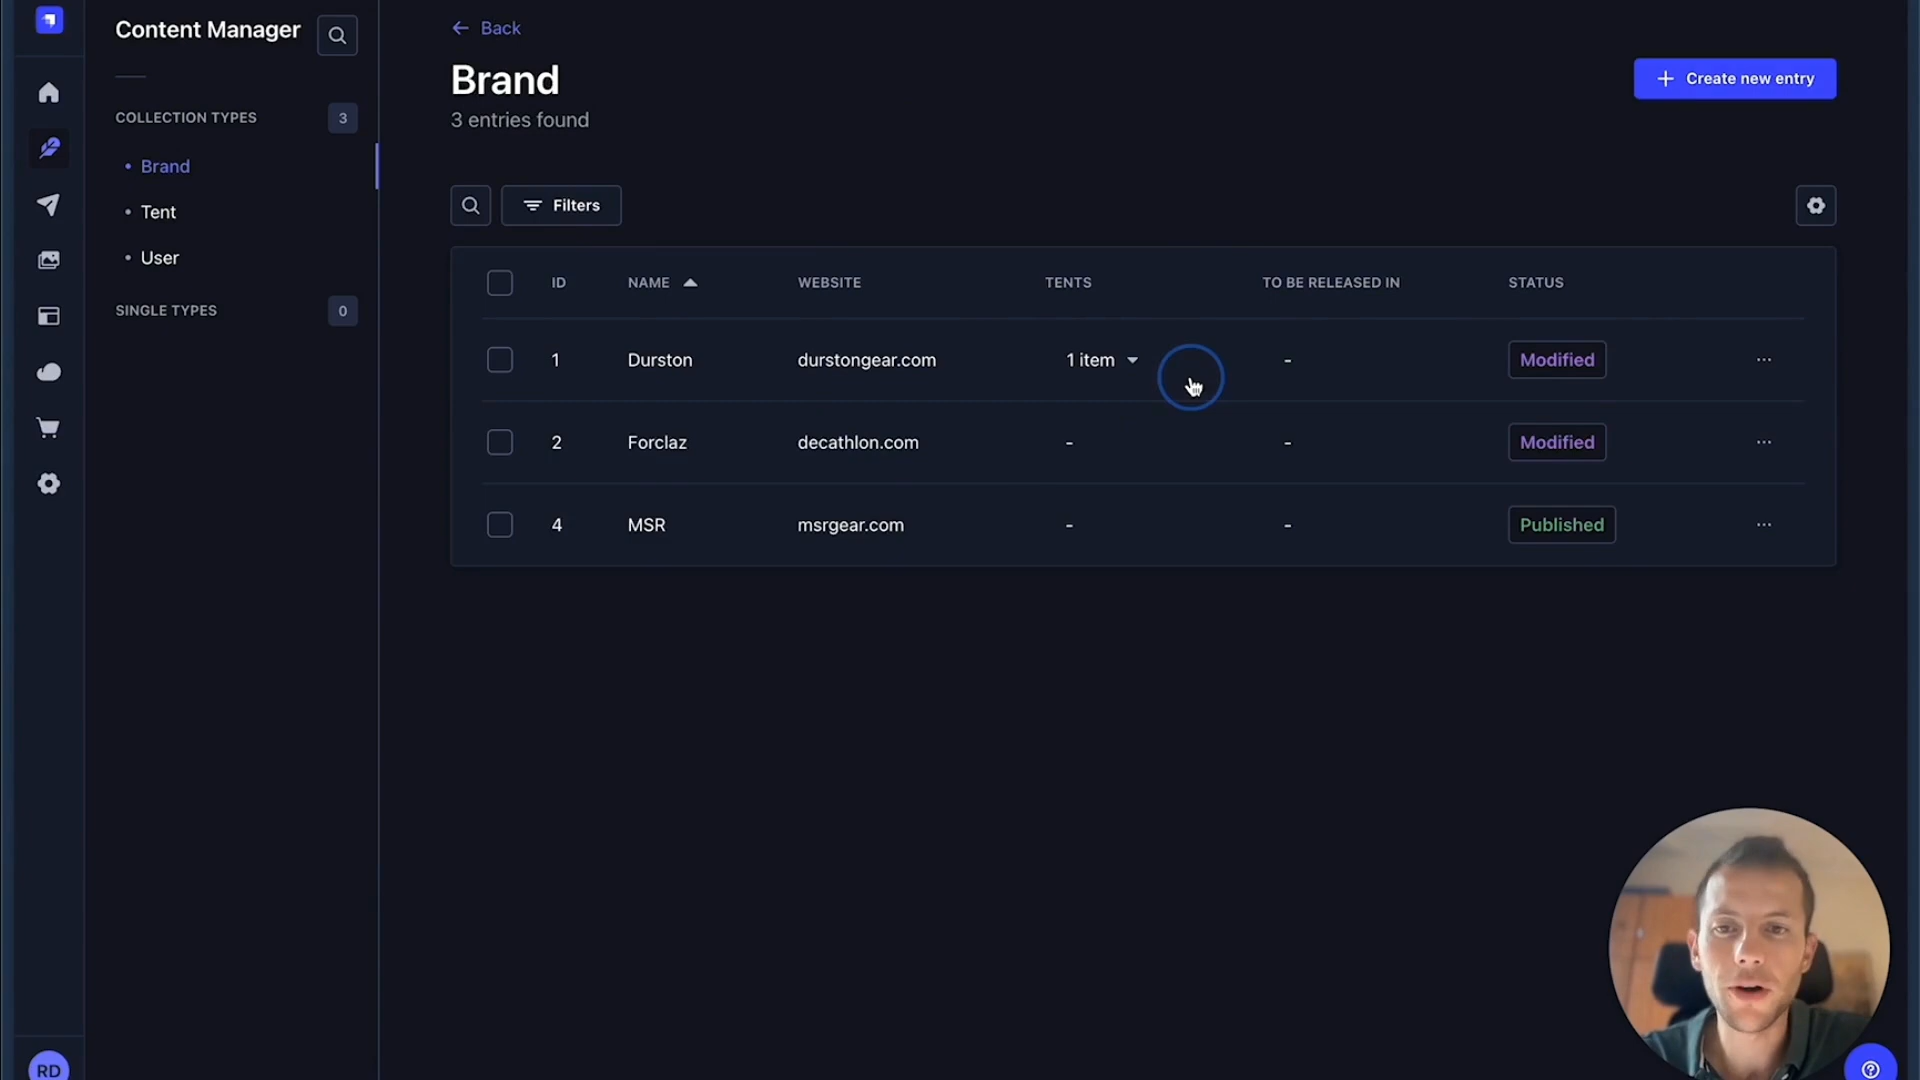 Content Manager
COLLECTION TYPES 3
Brand
Tent
User
SINGLE TYPES 0
RD
Back
Brand
3 entries found
Create new entry
Filters
ID NAME WEBSITE TENTS TO BE RELEASED IN STATUS
1 Durston durstongear.com 1 item - Modified ...
2 Forclaz decathlon.com - - Modified ...
4 MSR msrgear.com - - Published ...